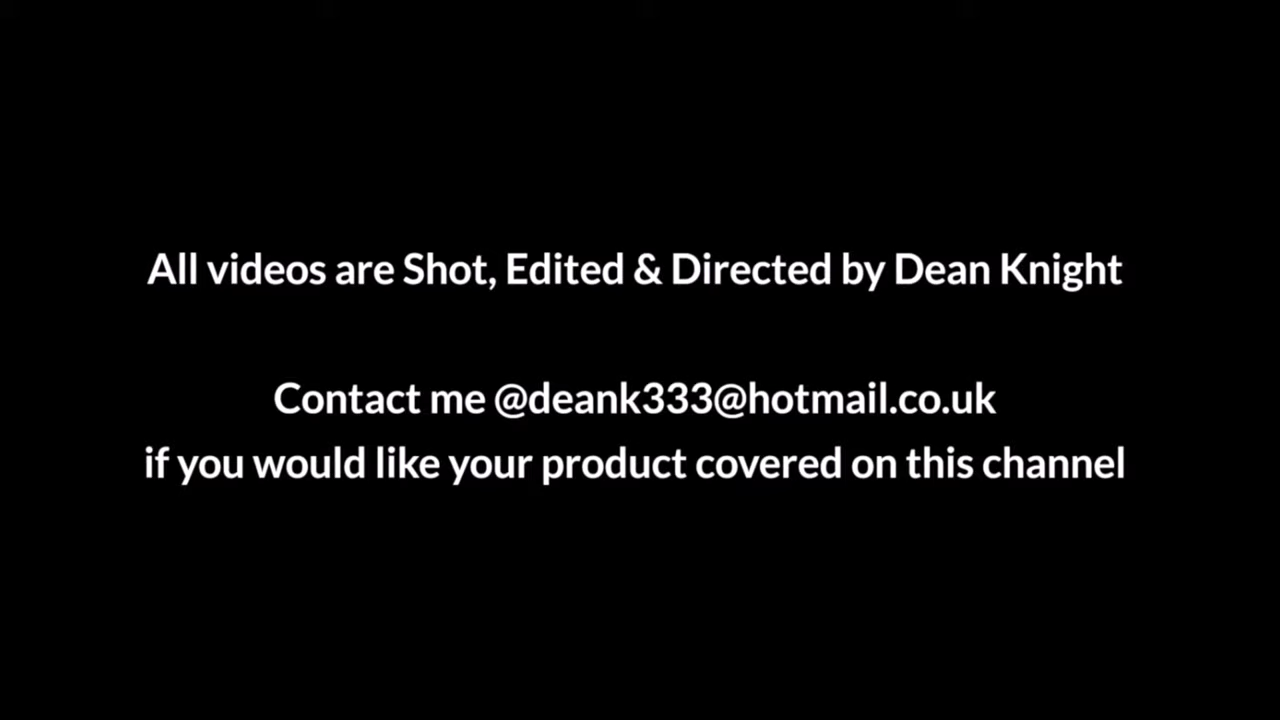 All videos are Shot, Edited & Directed by Dean Knight
Contact me @deank333@hotmail.co.uk
if you would like your product covered on this channel